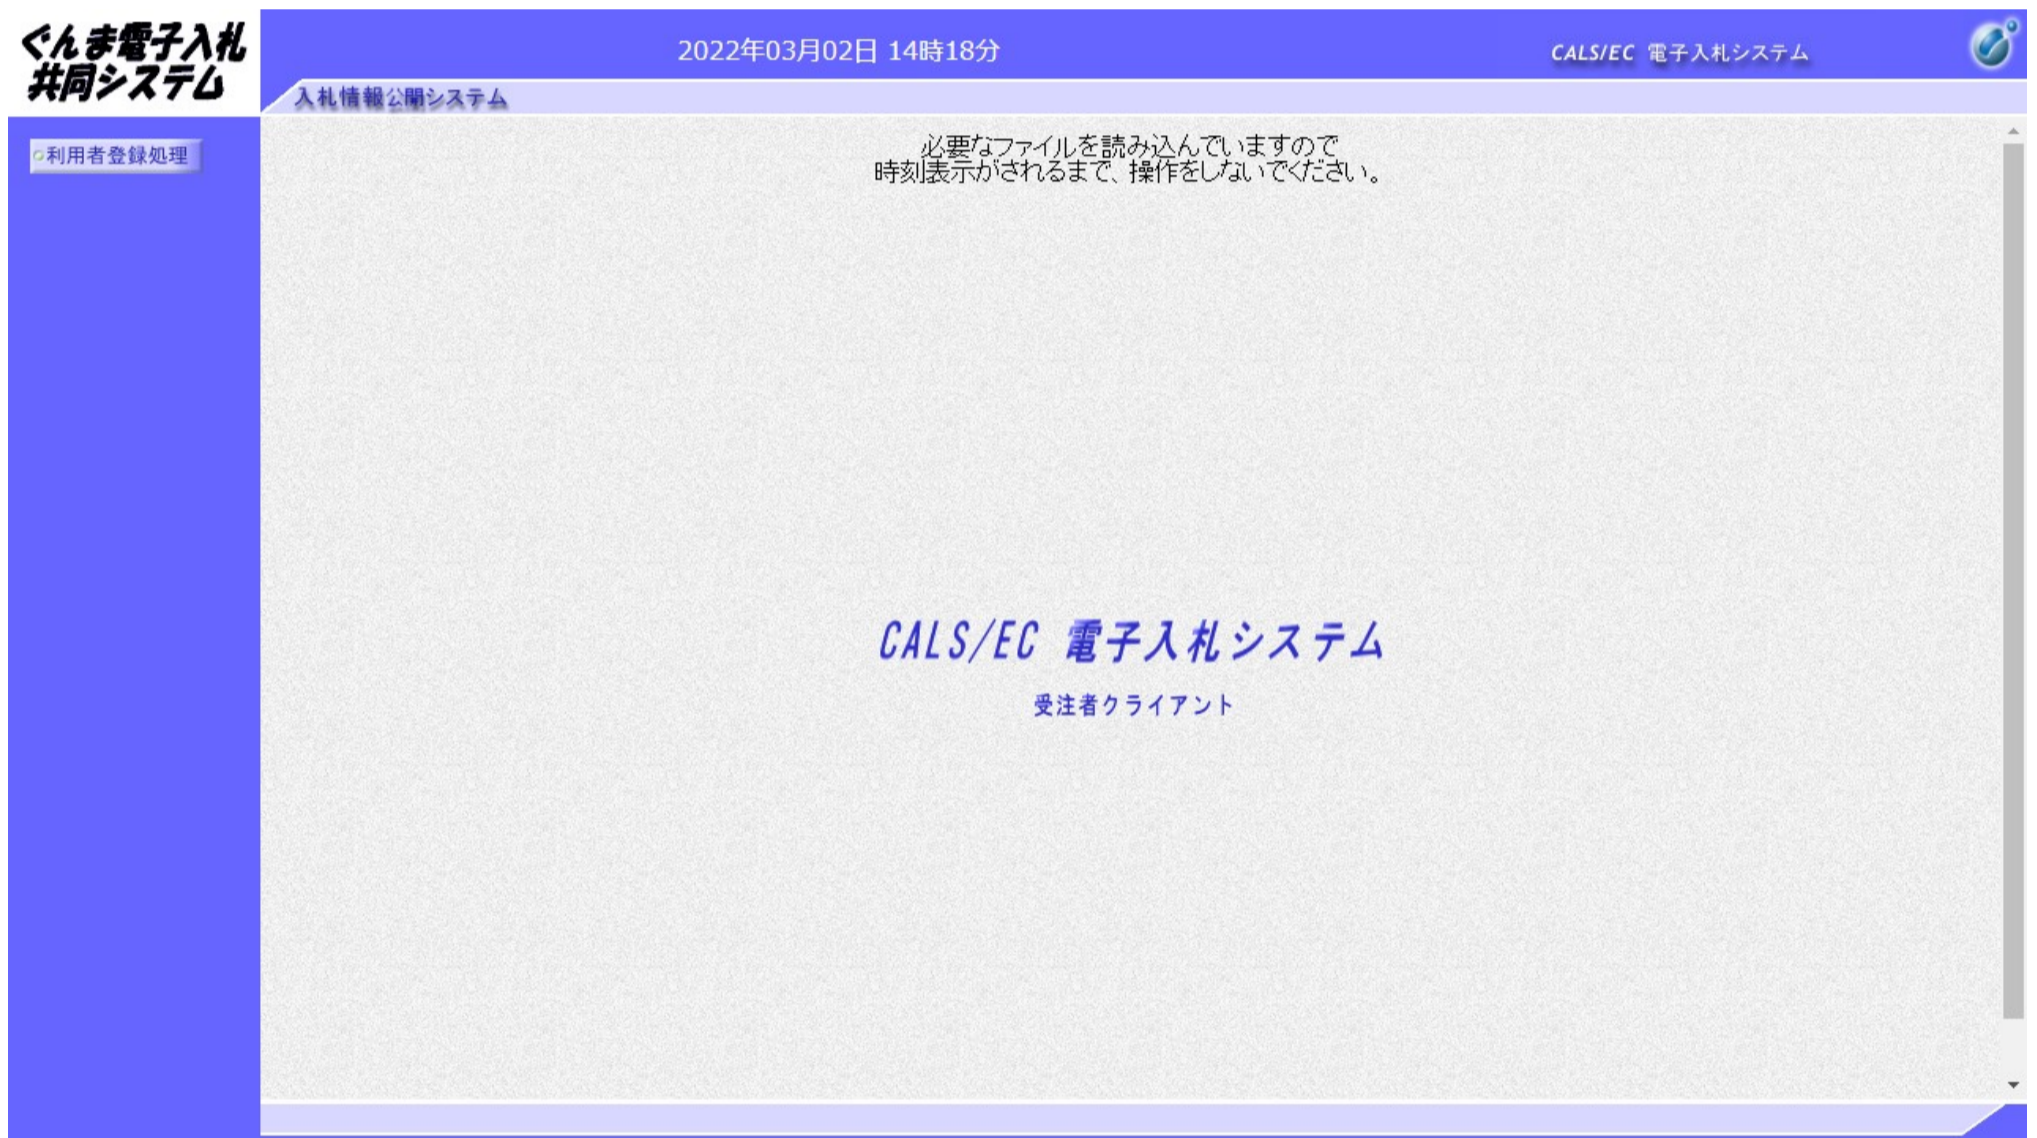 ぐんま電子入札
共同システム
2022年03月02日 14時18分
CALS/EC 電子入札システム
入札情報公開システム
利用者登録処理
必要なファイルを読み込んでいますので
時刻表示がされるまで、操作をしないでください。
CALS/EC 電子入札システム
受注者クライアント